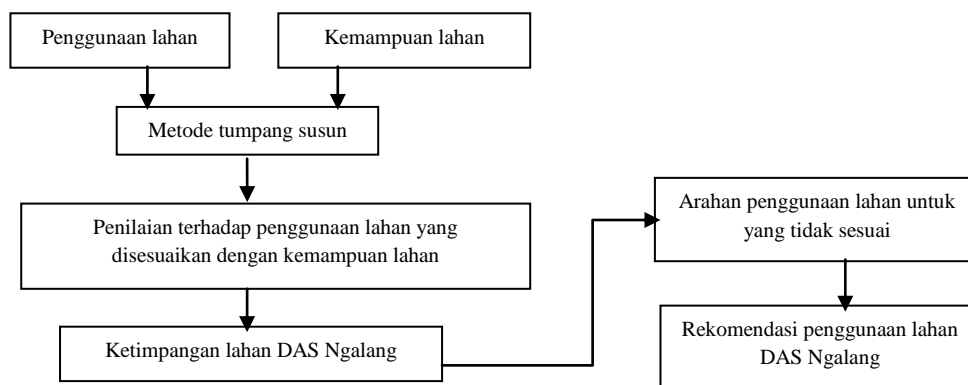 Penggunaan lahan
Kemampuan lahan
Metode tumpang susun
Penilaian terhadap penggunaan lahan yang
disesuaikan dengan kemampuan lahan
Ketimpangan lahan DAS Ngalang
Arahan penggunaan lahan untuk
yang tidak sesuai
Rekomendasi penggunaan lahan
DAS Ngalang